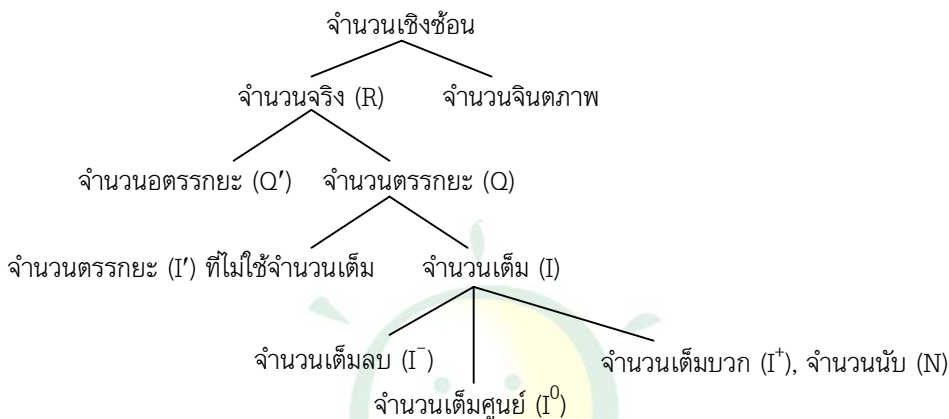 จำนวนเชิงซ้อน
จำนวนจริง (R) จำนวนจินตภาพ
จำนวนอตรรกยะ (Q′) จำนวนตรรกยะ (Q)
จำนวนตรรกยะ (I′) ที่ไม่ใช้จำนวนเต็ม จำนวนเต็ม (I)
จำนวนเต็มลบ (I⁻) จำนวนเต็มบวก (I⁺), จำนวนนับ (N)
จำนวนเต็มศูนย์ (I⁰)